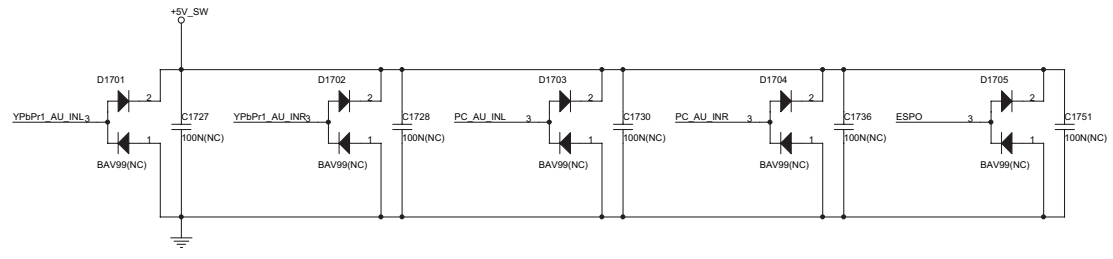 +5V_SW
D1701
D1702
D1703
D1704
D1705
2
2
2
2
2
YPbPr1_AU_INL 3
C1727
YPbPr1_AU_INR 3
C1728
PC_AU_INL
3
C1730
PC_AU_INR
3
C1736
ESPO
3
C1751
1
100N(NC)
1
100N(NC)
1
100N(NC)
1
100N(NC)
1
100N(NC)
BAV99(NC)
BAV99(NC)
BAV99(NC)
BAV99(NC)
BAV99(NC)